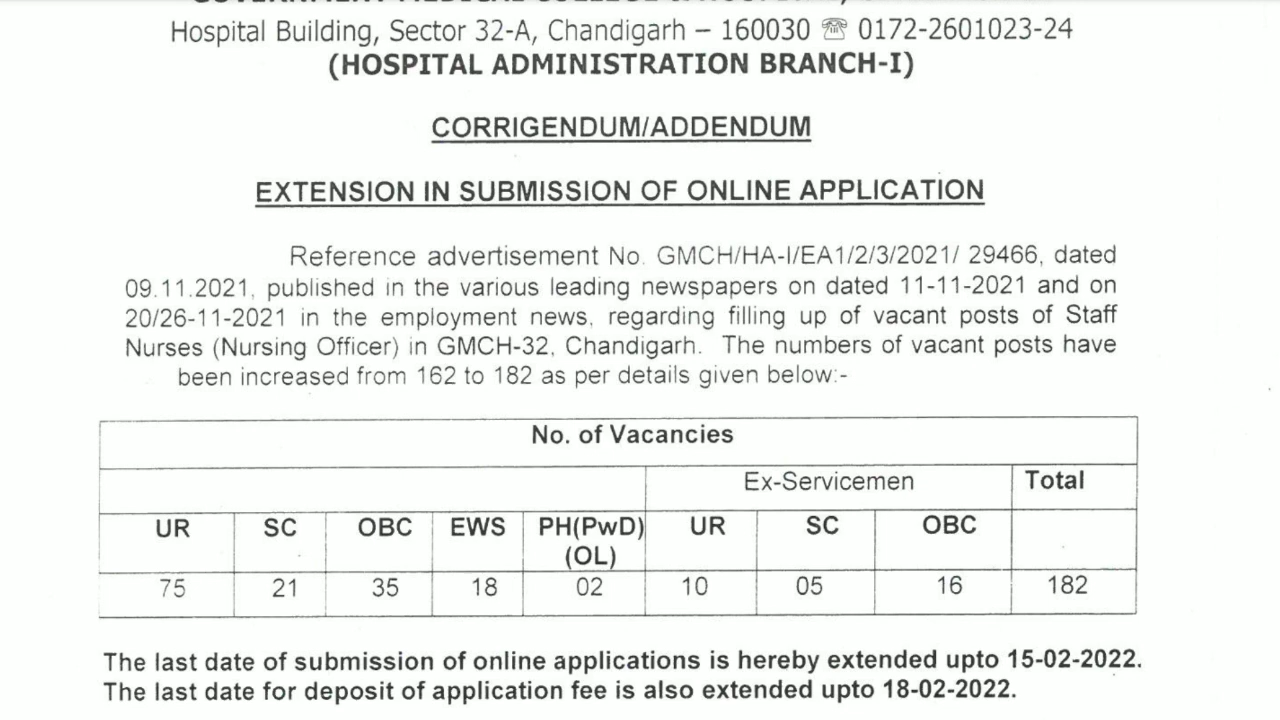 Hospital Building, Sector 32-A, Chandigarh – 160030 ☏ 0172-2601023-24
(HOSPITAL ADMINISTRATION BRANCH-I)
CORRIGENDUM/ADDENDUM
EXTENSION IN SUBMISSION OF ONLINE APPLICATION
Reference advertisement No. GMCH/HA-I/EA1/2/3/2021/ 29466, dated
09.11.2021, published in the various leading newspapers on dated 11-11-2021 and on
20/26-11-2021 in the employment news, regarding filling up of vacant posts of Staff
Nurses (Nursing Officer) in GMCH-32, Chandigarh. The numbers of vacant posts have
been increased from 162 to 182 as per details given below:-
No. of Vacancies
Ex-Servicemen Total
UR SC OBC EWS PH(PwD) UR SC OBC
(OL)
75 21 35 18 02 10 05 16 182
The last date of submission of online applications is hereby extended upto 15-02-2022.
The last date for deposit of application fee is also extended upto 18-02-2022.